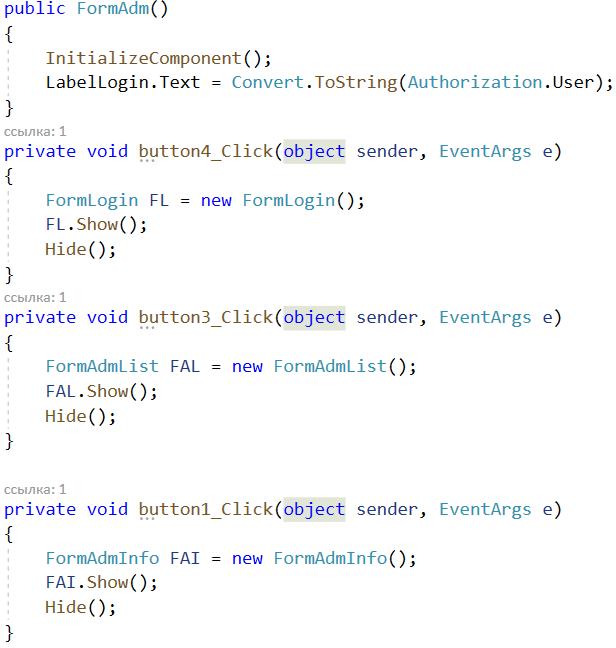 public FormAdm()
{
InitializeComponent();
LabelLogin.Text = Convert.ToString(Authorization.User);
}
ссылка: 1
private void button4_Click(object sender, EventArgs e)
{
FormLogin FL = new FormLogin();
FL.Show();
Hide();
}
ссылка: 1
private void button3_Click(object sender, EventArgs e)
{
FormAdmList FAL = new FormAdmList();
FAL.Show();
Hide();
}
ссылка: 1
private void button1_Click(object sender, EventArgs e)
{
FormAdmInfo FAI = new FormAdmInfo();
FAI.Show();
Hide();
}